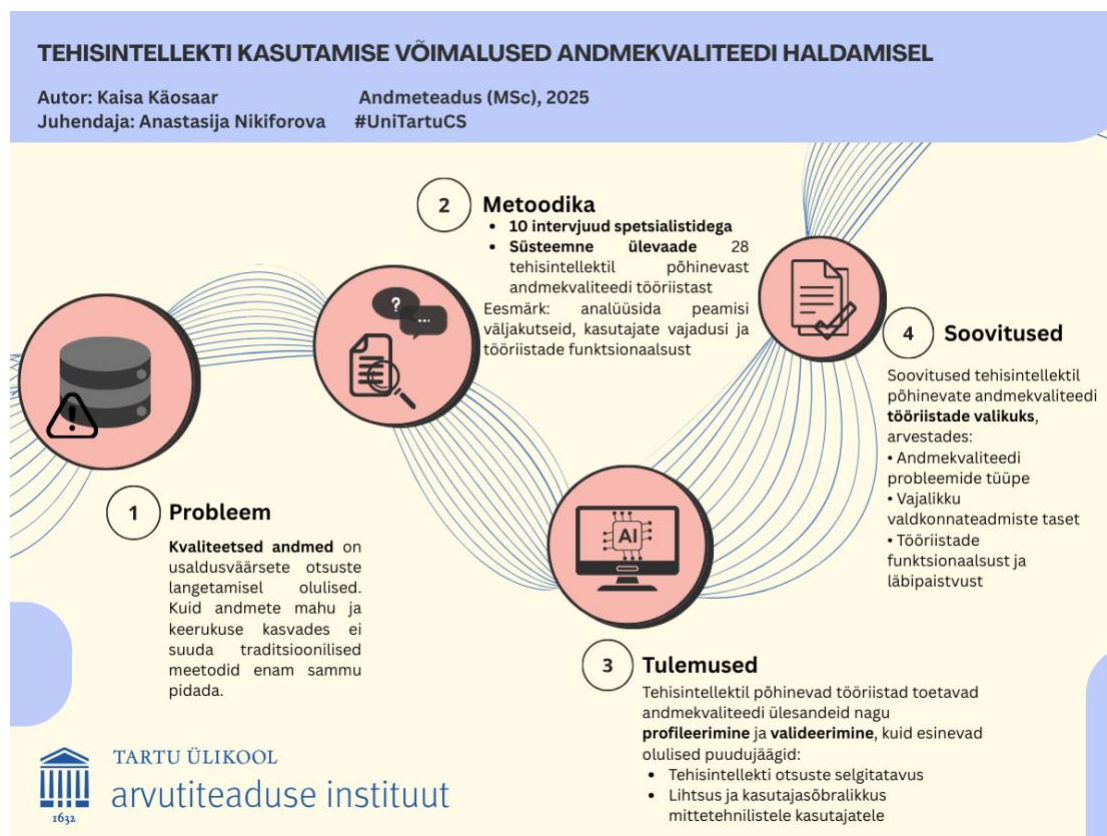 TEHISINTELLEKTI KASUTAMISE VÕIMALUSED ANDMEKVALITEEDI HALDAMISEL
Autor: Kaisa Käosaar Andmeteadus (MSc), 2025
Juhendaja: Anastasija Nikiforova #UniTartuCS
1 Probleem
Kvaliteetsed andmed on
usaldusväärsete otsuste
langetamisel olulised.
Kuid andmete mahu ja
keerukuse kasvades ei
suuda traditsioonilised
meetodid enam sammu
pidada.
2 Metoodika
• 10 intervjuud spetsialistidega
• Süsteemne ülevaade 28
tehisintellektil põhinevast
andmekvaliteedi tööriistast
Eesmärk: analüüsida peamisi
väljakutseid, kasutajate vajadusi ja
tööriistade funktsionaalsust
? ...
AI
3 Tulemused
Tehisintellektil põhinevad tööriistad toetavad
andmekvaliteedi ülesandeid nagu
profileerimine ja valideerimine, kuid esinevad
olulised puudujäägid:
• Tehisintellekti otsuste selgitatavus
• Lihtsus ja kasutajasõbralikkus
mittetehnilistele kasutajatele
4 Soovitused
Soovitused tehisintellektil
põhinevate andmekvaliteedi
tööriistade valikuks,
arvestades:
• Andmekvaliteedi
probleemide tüüpe
• Vajalikku
valdkonnateadmiste taset
• Tööriistade
funktsionaalsust ja
läbipaistvust
TARTU ÜLIKOOL
arvutiteaduse instituut
1632